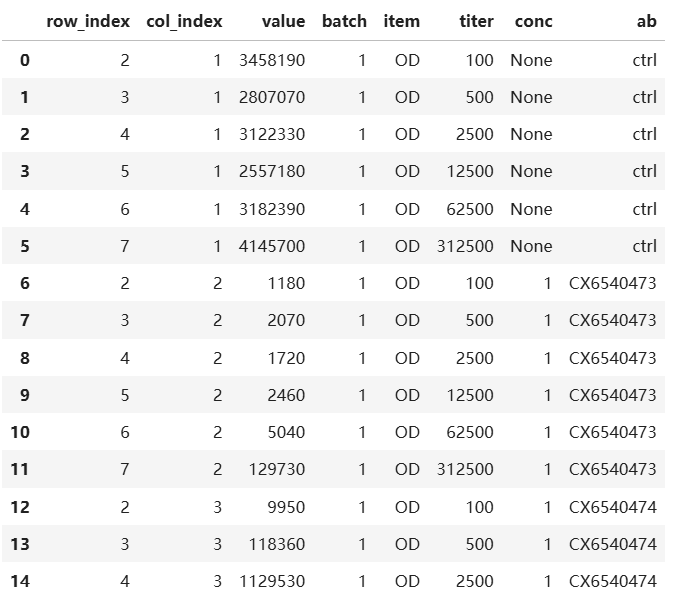 row_index col_index value batch item titer conc ab
0 2 1 3458190 1 OD 100 None ctrl
1 3 1 2807070 1 OD 500 None ctrl
2 4 1 3122330 1 OD 2500 None ctrl
3 5 1 2557180 1 OD 12500 None ctrl
4 6 1 3182390 1 OD 62500 None ctrl
5 7 1 4145700 1 OD 312500 None ctrl
6 2 2 1180 1 OD 100 1 CX6540473
7 3 2 2070 1 OD 500 1 CX6540473
8 4 2 1720 1 OD 2500 1 CX6540473
9 5 2 2460 1 OD 12500 1 CX6540473
10 6 2 5040 1 OD 62500 1 CX6540473
11 7 2 129730 1 OD 312500 1 CX6540473
12 2 3 9950 1 OD 100 1 CX6540474
13 3 3 118360 1 OD 500 1 CX6540474
14 4 3 1129530 1 OD 2500 1 CX6540474